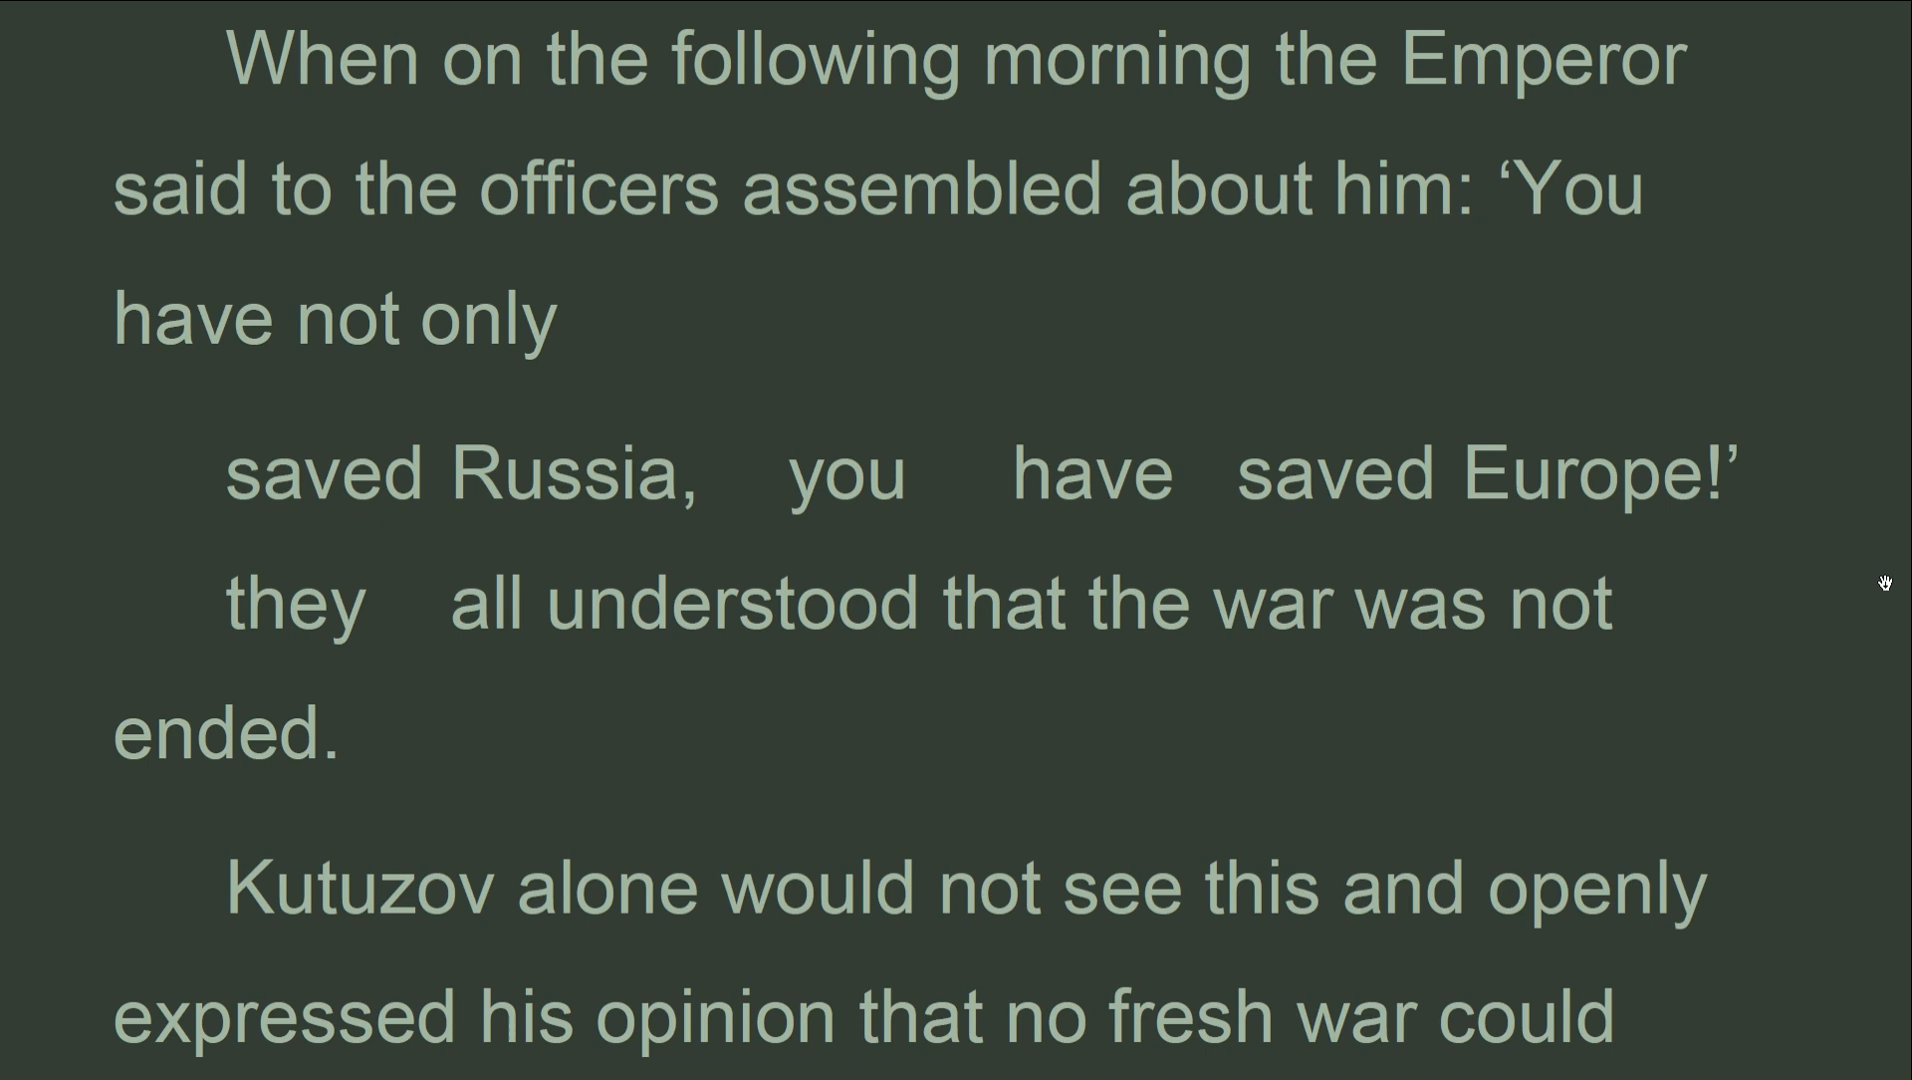 When on the following morning the Emperor
said to the officers assembled about him: ‘You
have not only
saved Russia, you have saved Europe!’
they all understood that the war was not
ended.
Kutuzov alone would not see this and openly
expressed his opinion that no fresh war could